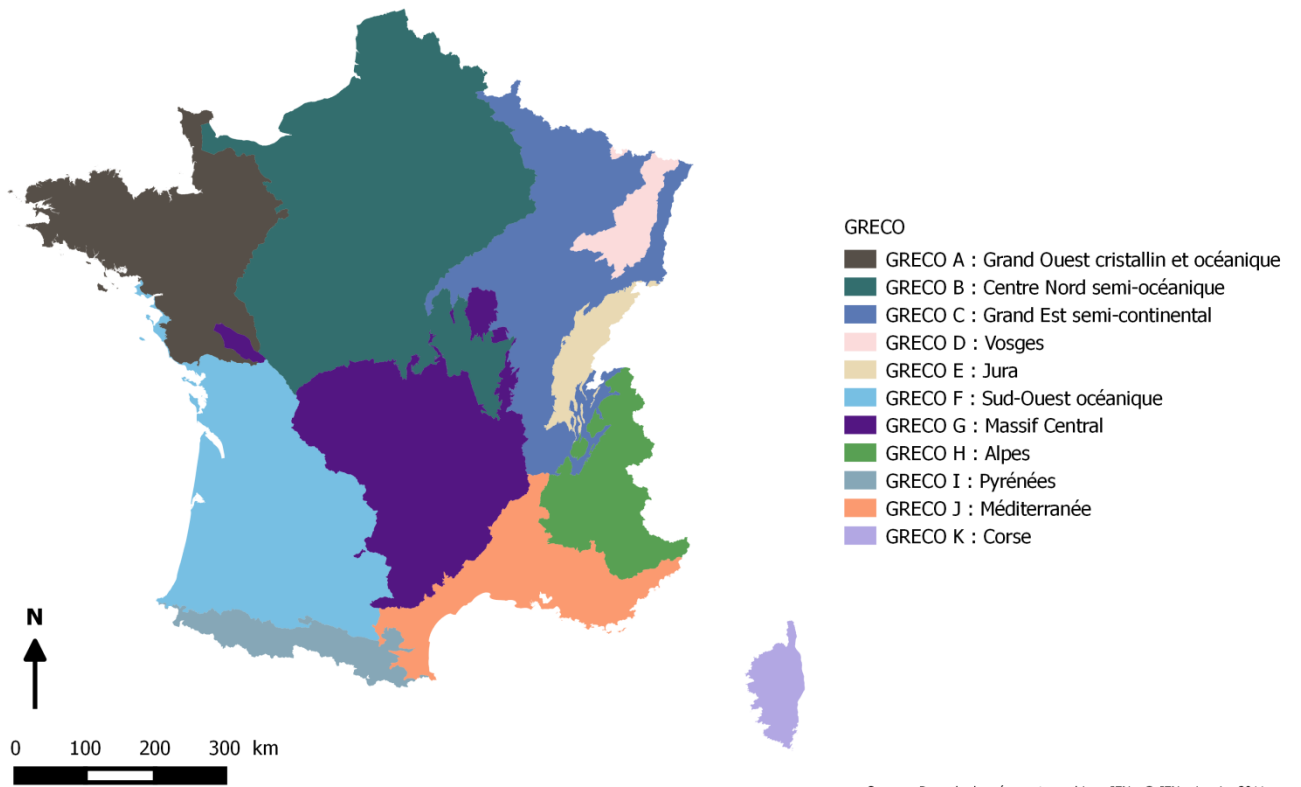 GRECO
GRECO A : Grand Ouest cristallin et océanique
GRECO B : Centre Nord semi-océanique
GRECO C : Grand Est semi-continental
GRECO D : Vosges
GRECO E : Jura
GRECO F : Sud-Ouest océanique
GRECO G : Massif Central
GRECO H : Alpes
GRECO I : Pyrénées
GRECO J : Méditerranée
GRECO K : Corse
N
0 100 200 300 km